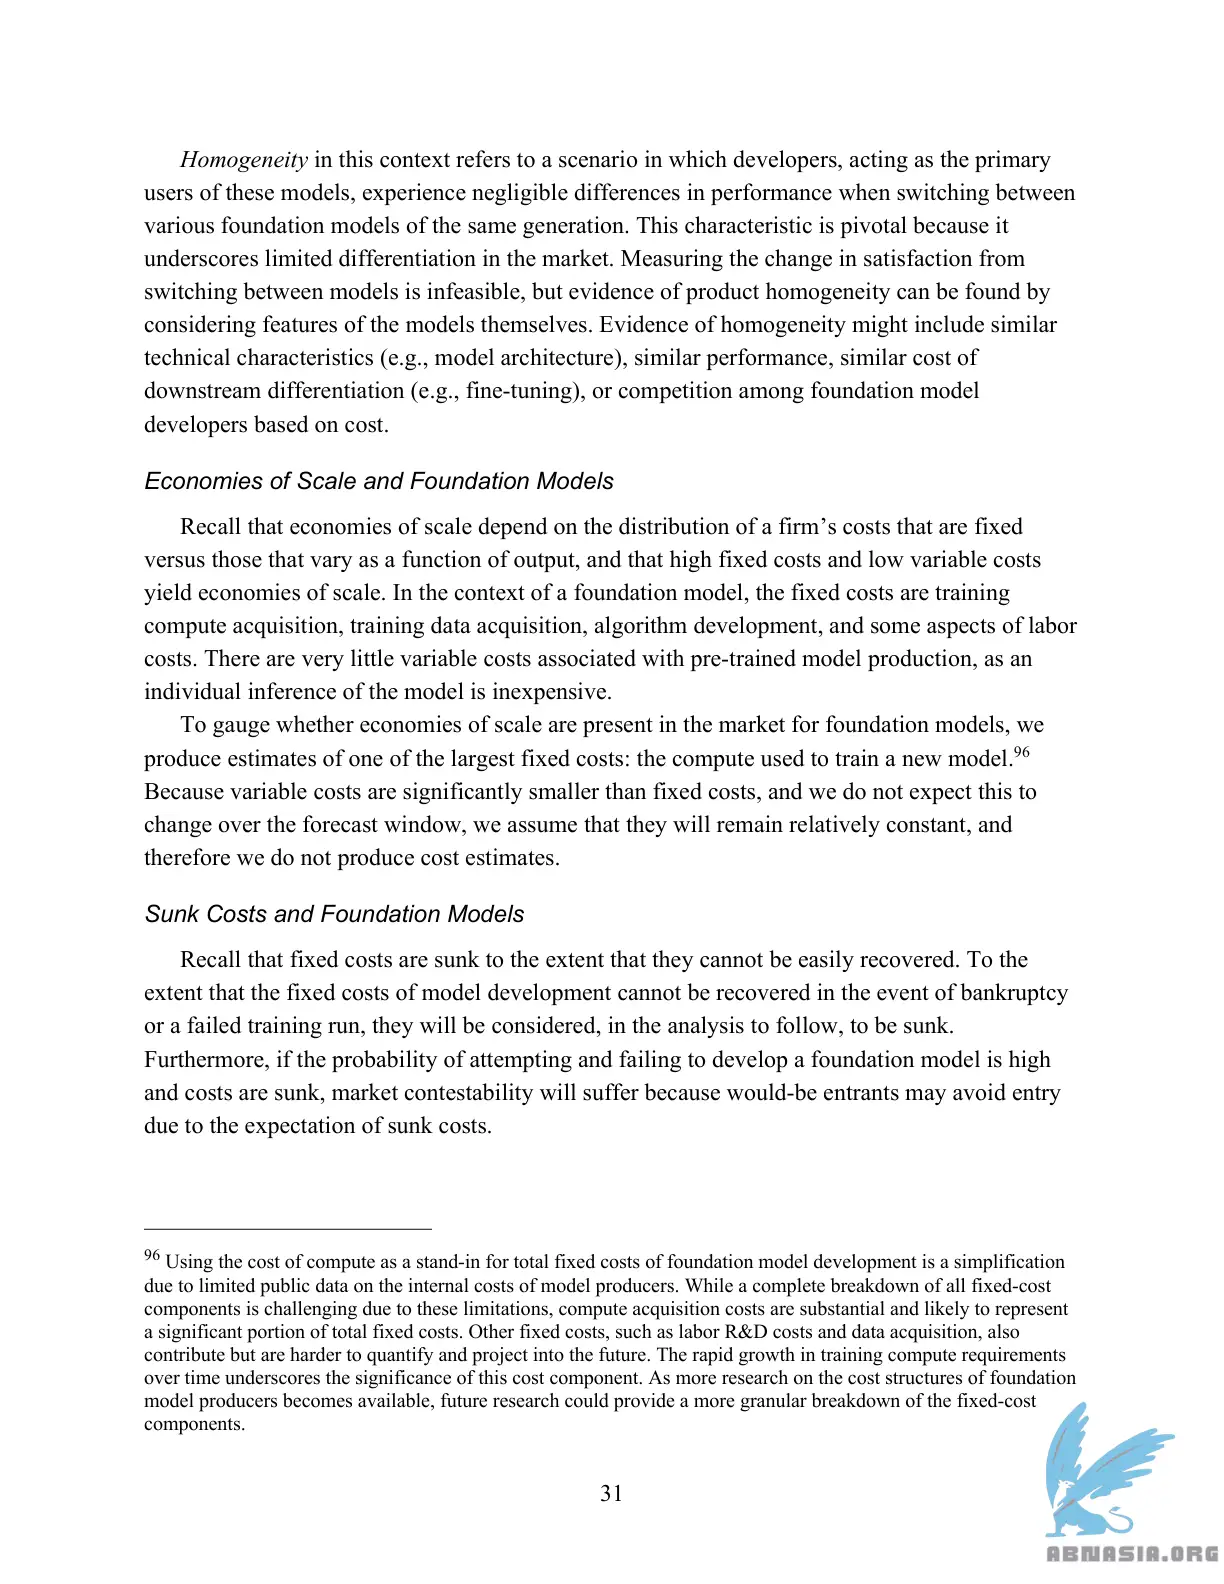 Homogeneity in this context refers to a scenario in which developers, acting as the primary
users of these models, experience negligible differences in performance when switching between
various foundation models of the same generation. This characteristic is pivotal because it
underscores limited differentiation in the market. Measuring the change in satisfaction from
switching between models is infeasible, but evidence of product homogeneity can be found by
considering features of the models themselves. Evidence of homogeneity might include similar
technical characteristics (e.g., model architecture), similar performance, similar cost of
downstream differentiation (e.g., fine-tuning), or competition among foundation model
developers based on cost.
Economies of Scale and Foundation Models
Recall that economies of scale depend on the distribution of a firm’s costs that are fixed
versus those that vary as a function of output, and that high fixed costs and low variable costs
yield economies of scale. In the context of a foundation model, the fixed costs are training
compute acquisition, training data acquisition, algorithm development, and some aspects of labor
costs. There are very little variable costs associated with pre-trained model production, as an
individual inference of the model is inexpensive.
To gauge whether economies of scale are present in the market for foundation models, we
produce estimates of one of the largest fixed costs: the compute used to train a new model.96
Because variable costs are significantly smaller than fixed costs, and we do not expect this to
change over the forecast window, we assume that they will remain relatively constant, and
therefore we do not produce cost estimates.
Sunk Costs and Foundation Models
Recall that fixed costs are sunk to the extent that they cannot be easily recovered. To the
extent that the fixed costs of model development cannot be recovered in the event of bankruptcy
or a failed training run, they will be considered, in the analysis to follow, to be sunk.
Furthermore, if the probability of attempting and failing to develop a foundation model is high
and costs are sunk, market contestability will suffer because would-be entrants may avoid entry
due to the expectation of sunk costs.
96 Using the cost of compute as a stand-in for total fixed costs of foundation model development is a simplification
due to limited public data on the internal costs of model producers. While a complete breakdown of all fixed-cost
components is challenging due to these limitations, compute acquisition costs are substantial and likely to represent
a significant portion of total fixed costs. Other fixed costs, such as labor R&D costs and data acquisition, also
contribute but are harder to quantify and project into the future. The rapid growth in training compute requirements
over time underscores the significance of this cost component. As more research on the cost structures of foundation
model producers becomes available, future research could provide a more granular breakdown of the fixed-cost
components.
31
ABNASIA.ORG